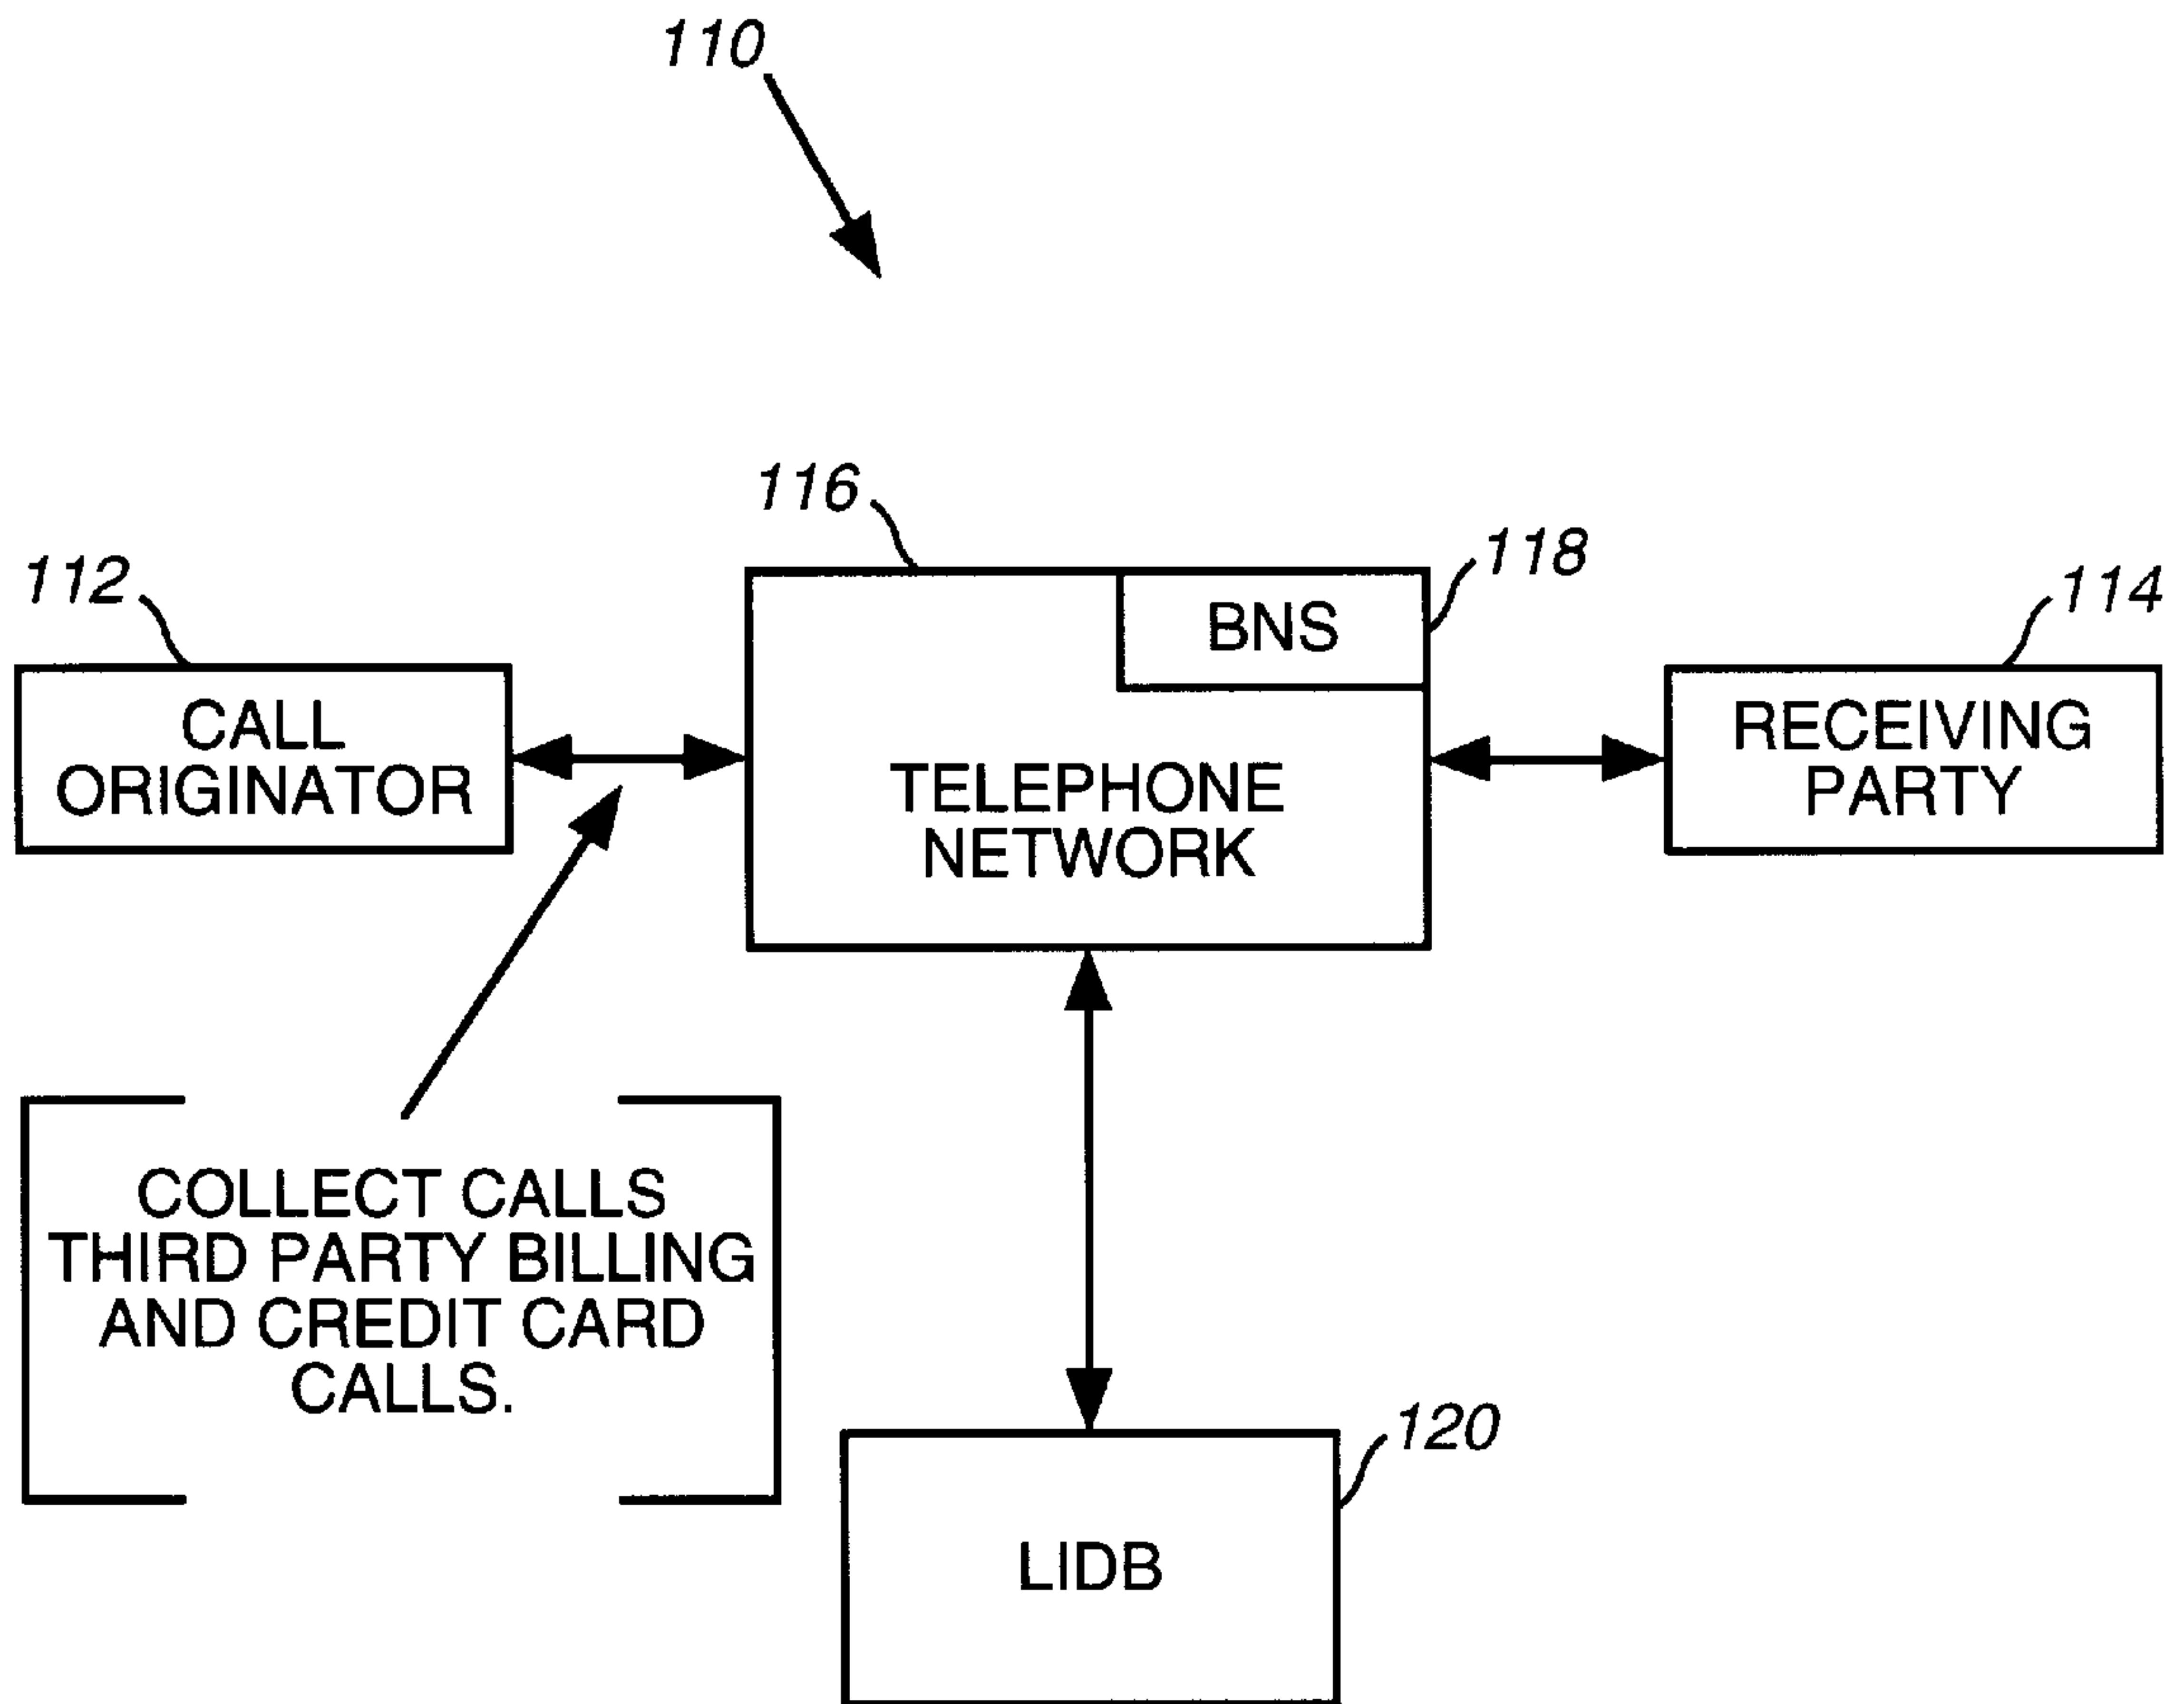 110
116
118
112
114
BNS
CALL
ORIGINATOR
RECEIVING
PARTY
TELEPHONE
NETWORK
COLLECT CALLS
THIRD PARTY BILLING
AND CREDIT CARD
CALLS.
120
LIDB